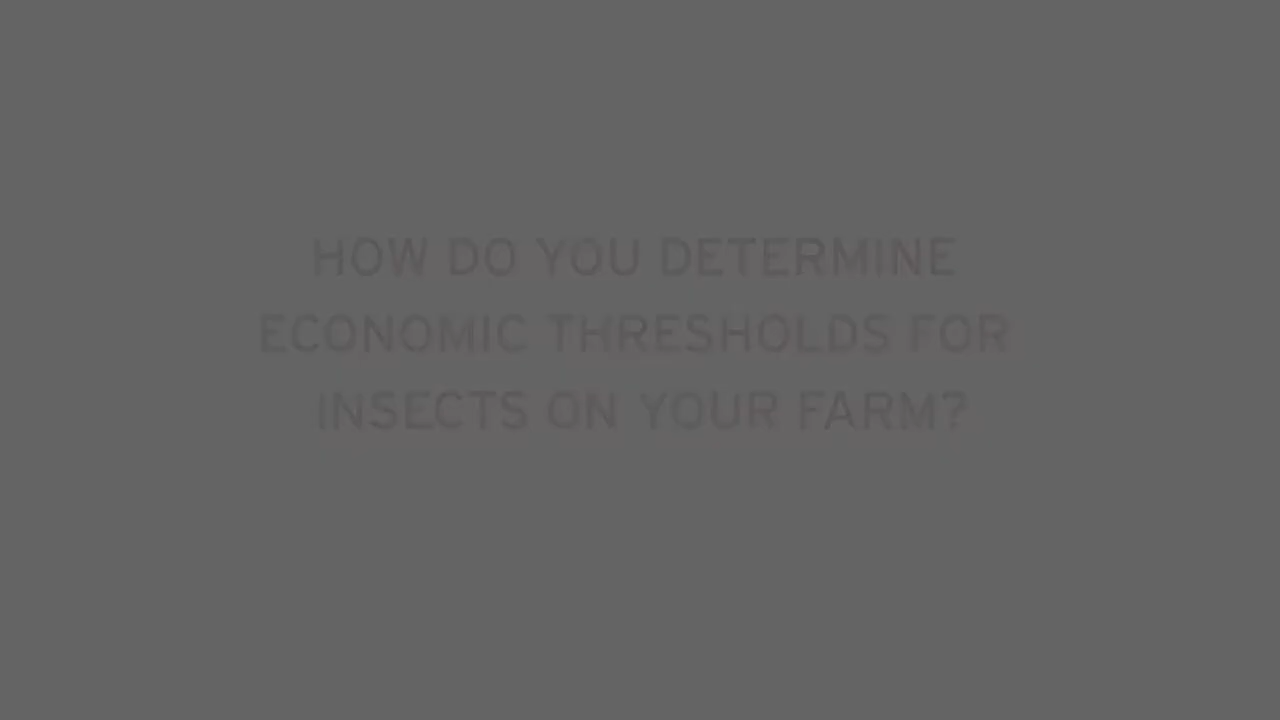 HOW DO YOU DETERMINE
ECONOMIC THRESHOLDS FOR
INSECTS ON YOUR FARM?